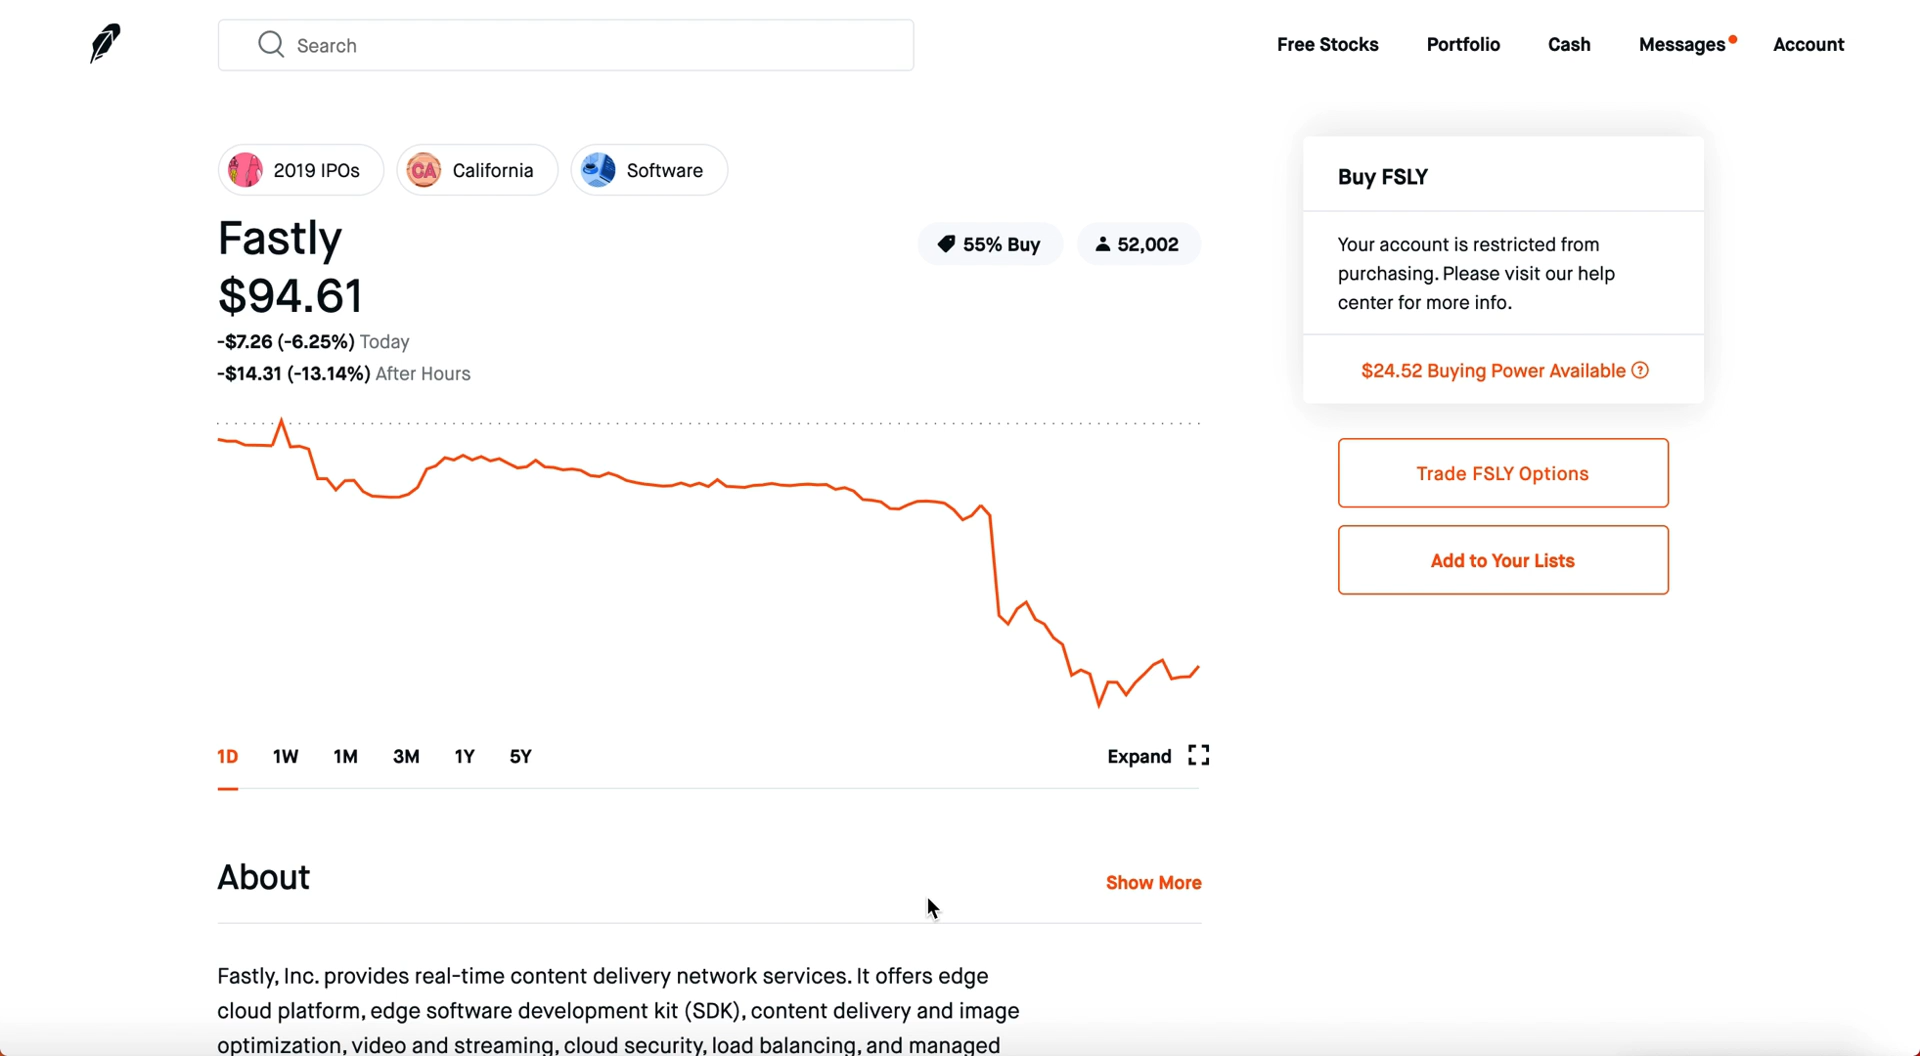 Search
Free Stocks
Portfolio
Cash
Messages
Account
2019 IPOs
CA
California
Software
Fastly
$94.61
-$7.26 (-6.25%) Today
-$14.31 (-13.14%) After Hours
55% Buy
52,002
Buy FSLY
Your account is restricted from
purchasing. Please visit our help
center for more info.
$24.52 Buying Power Available ?
Trade FSLY Options
Add to Your Lists
1D
1W
1M
3M
1Y
5Y
Expand
About
Show More
Fastly, Inc. provides real-time content delivery network services. It offers edge
cloud platform, edge software development kit (SDK), content delivery and image
optimization, video and streaming, cloud security, load balancing, and managed